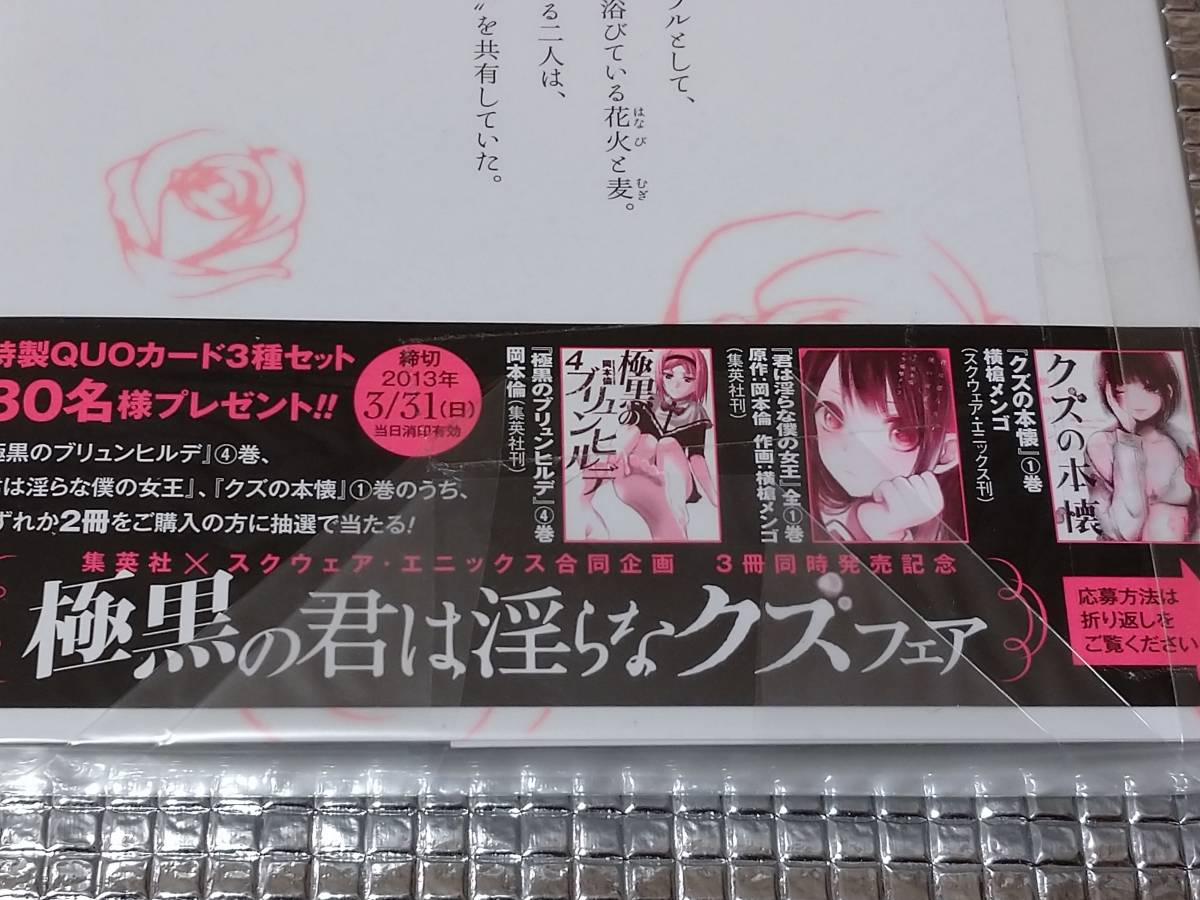 プルとして、
浴びている花火と麦。
はな び
むぎ
る二人は、
〟を共有していた。
特製QUOカード3種セット
30名様プレゼント!!
締切
2013年
3/31(日)
当日消印有効
極黒のブリュンヒルデ』④巻、
君は淫らな僕の女王』、『クズの本懐』①巻のうち、
ずれか2冊をご購入の方に抽選で当たる!
『極黒のブリュンヒルデ』④巻
岡本倫(集英社刊)
4
岡本倫
極黒の
ブリュンヒルデ
『君は淫らな僕の女王』全①巻
原作・岡本倫 作画・横槍メンゴ
(集英社刊)
『クズの本懐』①巻
横槍メンゴ
(スクウェア・エニックス刊)
クズの本懐
集英社×スクウェア・エニックス合同企画 3冊同時発売記念
極黒の君は淫らなクズフェア
応募方法は
折り返しを
ご覧ください